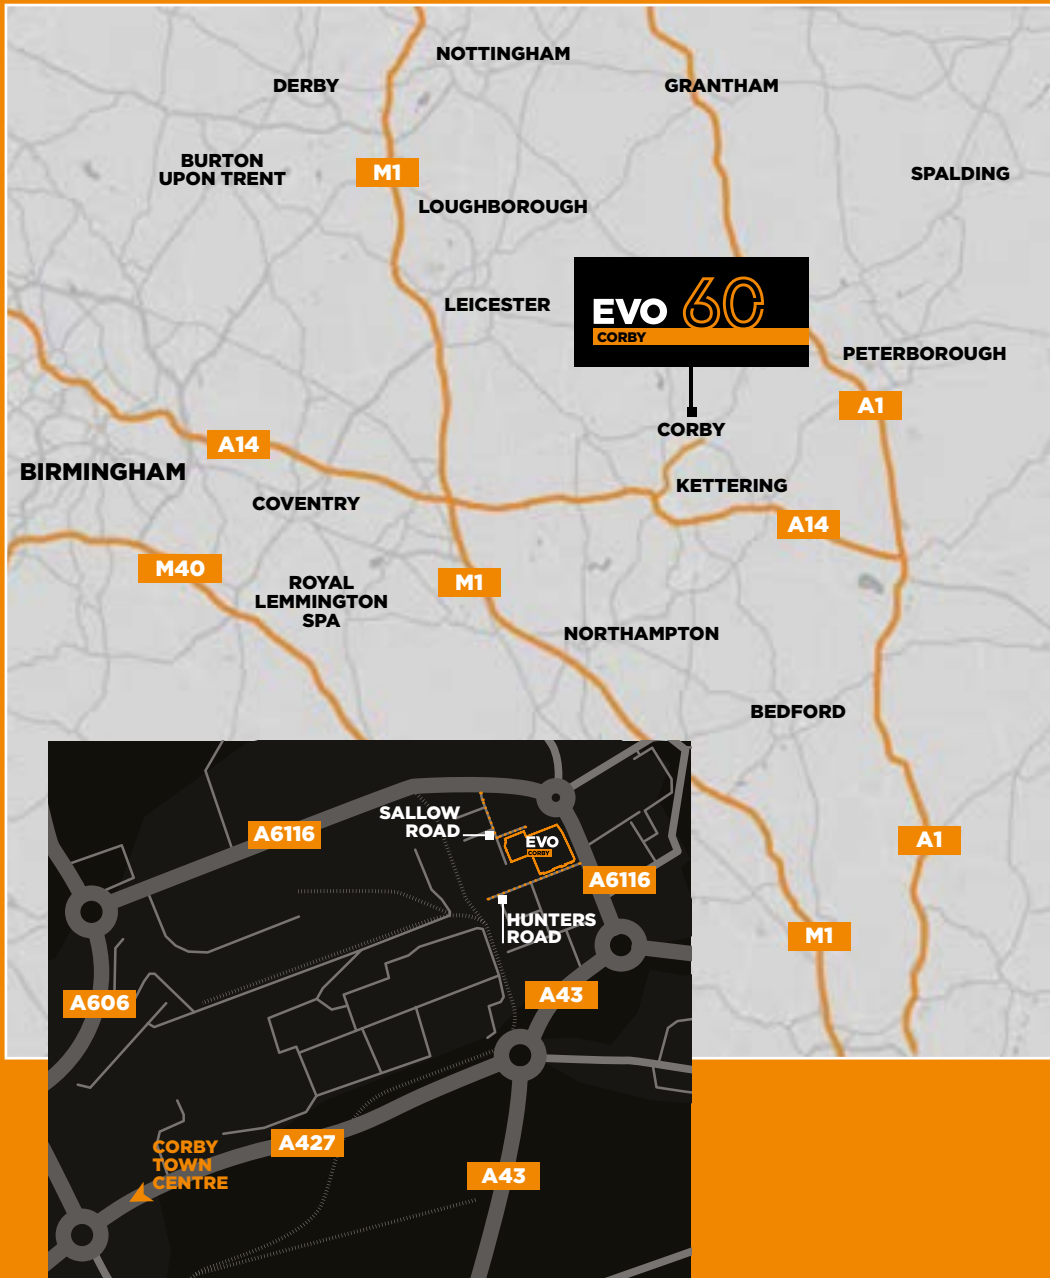 NOTTINGHAM
DERBY
GRANTHAM
BURTON
UPON TRENT
M1
SPALDING
LOUGHBOROUGH
LEICESTER
EVO 60
CORBY
PETERBOROUGH
A1
CORBY
A14
BIRMINGHAM
KETTERING
COVENTRY
A14
M40
ROYAL
LEMMINGTON
SPA
M1
NORTHAMPTON
BEDFORD
A1
M1
SALLOW
ROAD
A6116
EVO
CORBY
A6116
HUNTERS
ROAD
A606
A43
A427
CORBY
TOWN
CENTRE
A43